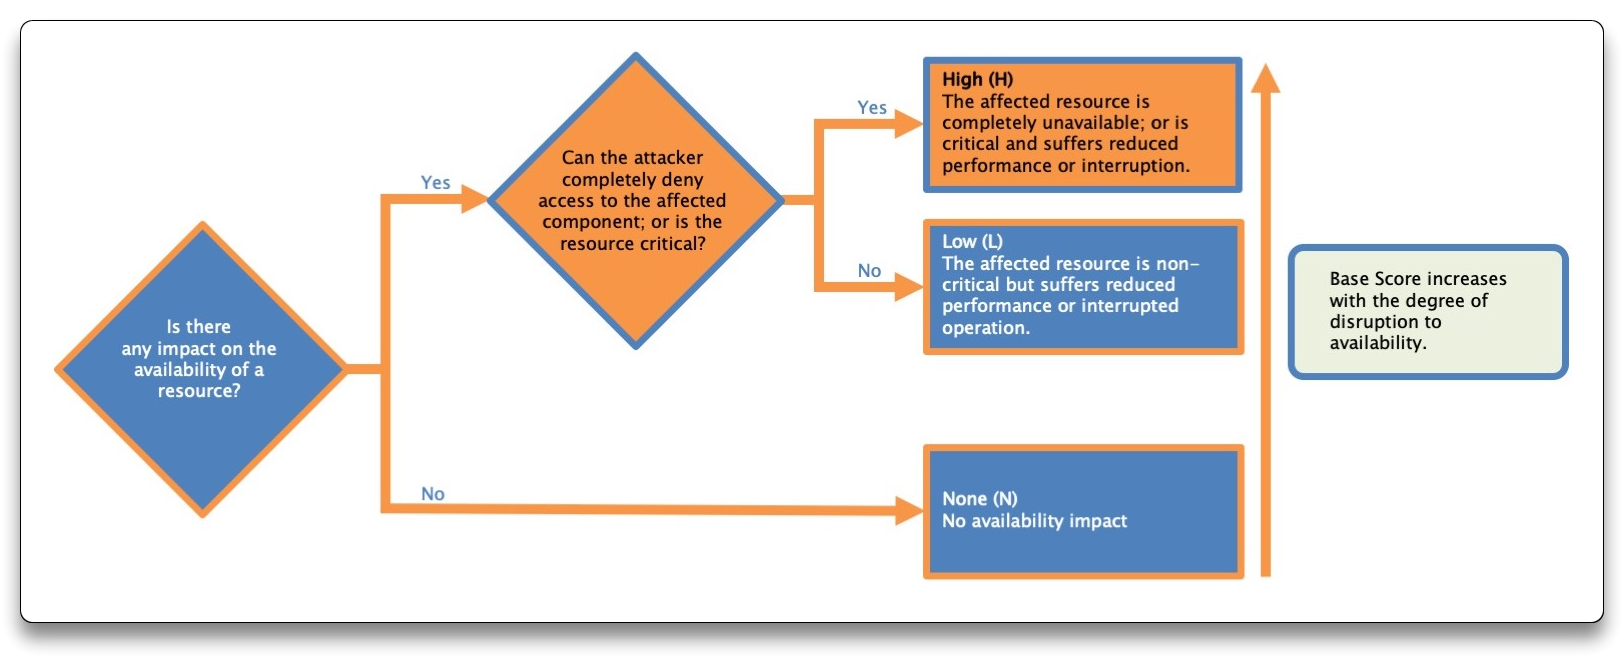 Is there
any impact on the
availability of a
resource?
Yes
No
Can the attacker
completely deny
access to the affected
component; or is the
resource critical?
Yes
No
High (H)
The affected resource is
completely unavailable; or is
critical and suffers reduced
performance or interruption.
Low (L)
The affected resource is non-
critical but suffers reduced
performance or interrupted
operation.
None (N)
No availability impact
Base Score increases
with the degree of
disruption to
availability.